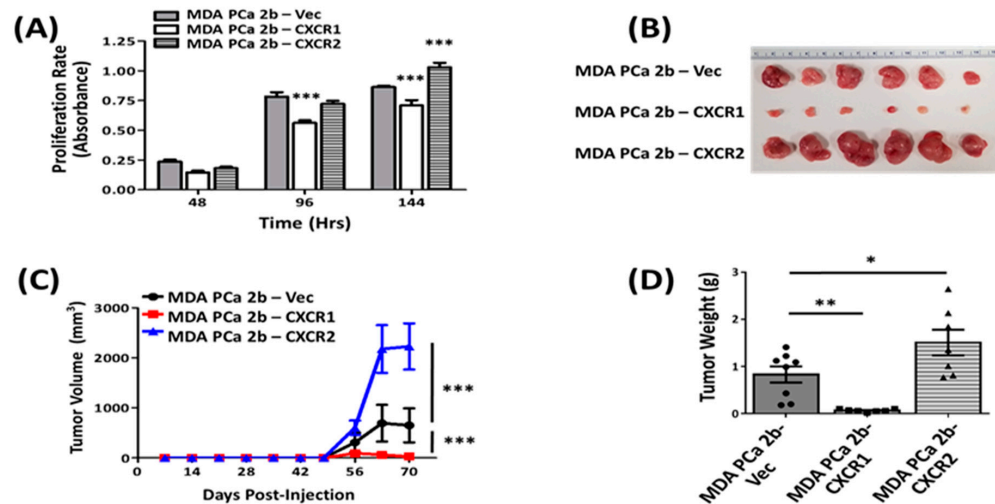 (A)
MDA PCa 2b – Vec
MDA PCa 2b – CXCR1
MDA PCa 2b – CXCR2
Proliferation Rate
(Absorbance)
1.25
1.00
0.75
0.50
0.25
0.00
***
***
***
48
96
144
Time (Hrs)
(B)
MDA PCa 2b – Vec
MDA PCa 2b – CXCR1
MDA PCa 2b – CXCR2
(C)
MDA PCa 2b – Vec
MDA PCa 2b – CXCR1
MDA PCa 2b – CXCR2
Tumor Volume (mm³)
3000
2000
1000
0
***
***
0
14
28
42
56
70
Days Post-Injection
(D)
Tumor Weight (g)
3
2
1
0
*
**
MDA PCa 2b-
Vec
MDA PCa 2b-
CXCR1
MDA PCa 2b-
CXCR2